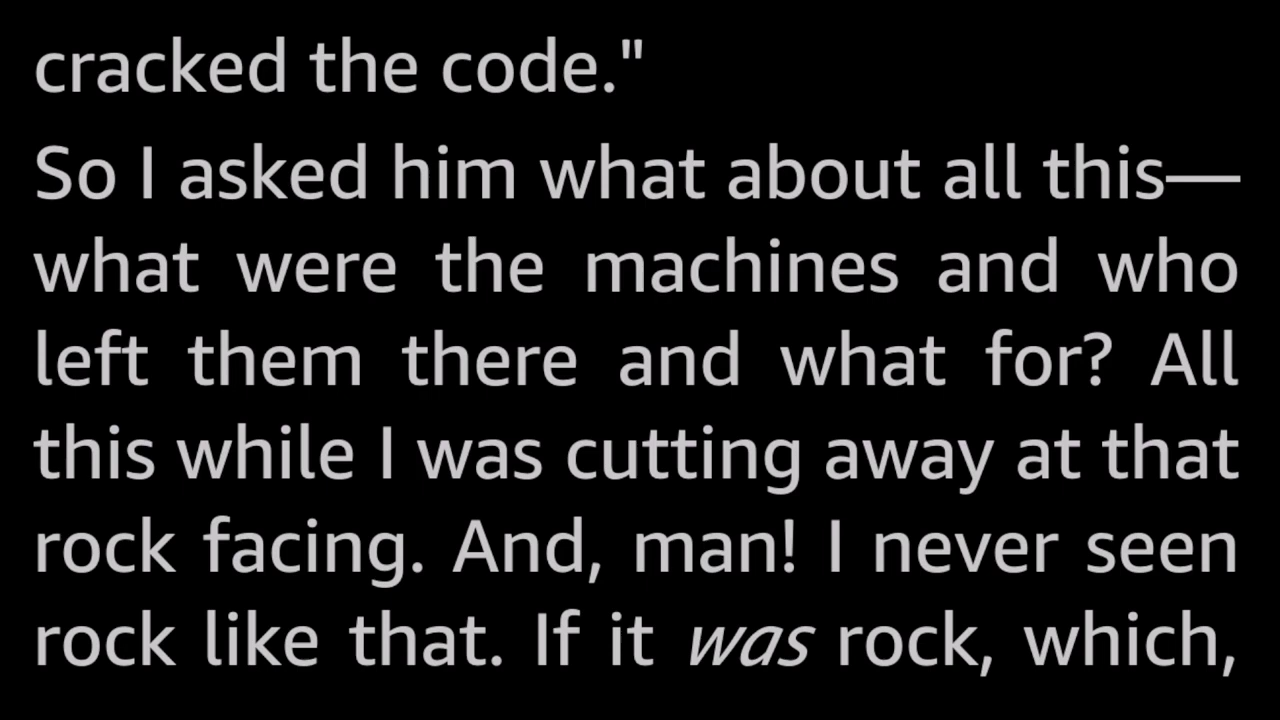 cracked the code."
So I asked him what about all this—
what were the machines and who
left them there and what for? All
this while I was cutting away at that
rock facing. And, man! I never seen
rock like that. If it was rock, which,